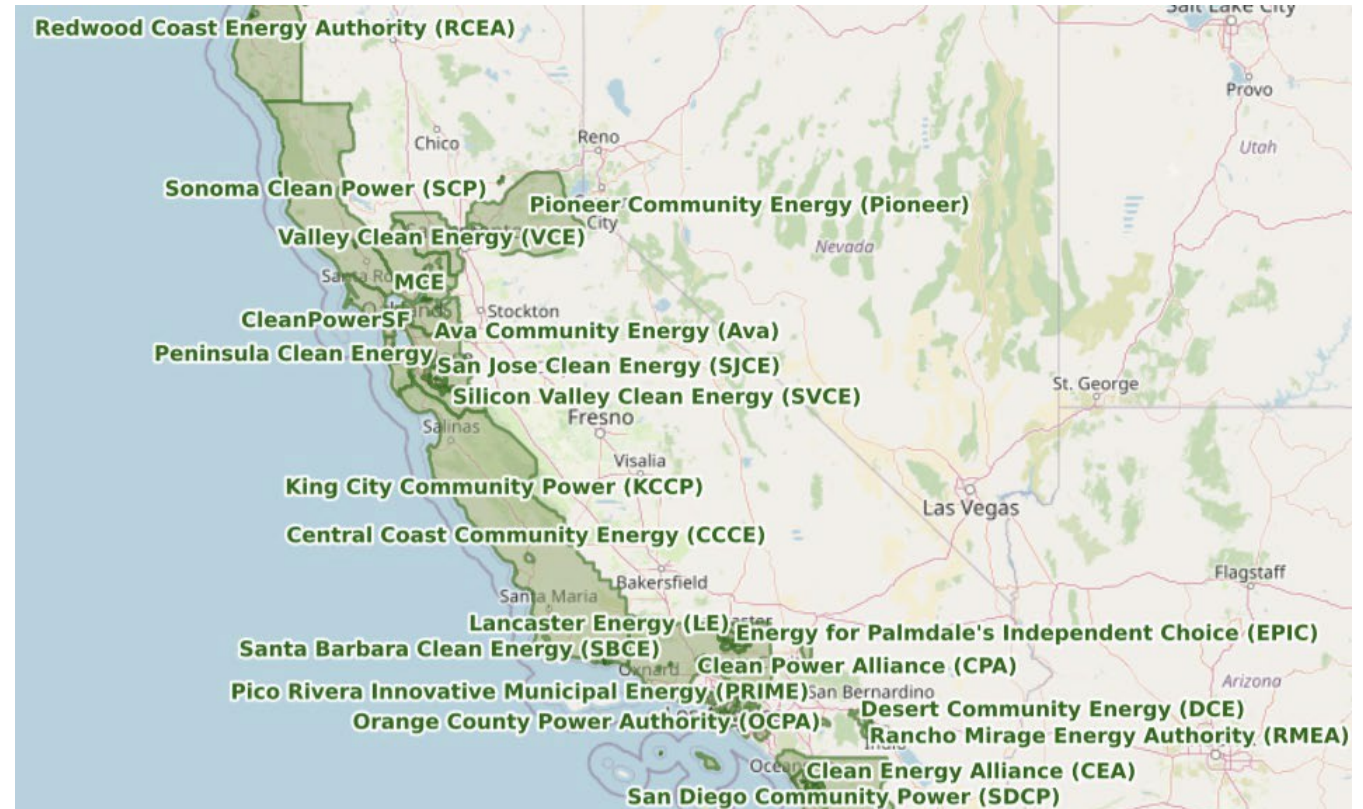 Salt Lake City
Redwood Coast Energy Authority (RCEA)
Provo
Chico
Reno
Utah
Sonoma Clean Power (SCP)
Pioneer Community Energy (Pioneer)
City
Valley Clean Energy (VCE)
Nevada
Santa Ro
MCE
Stockton
CleanPowerSF
Ava Community Energy (Ava)
Peninsula Clean Energy
San Jose Clean Energy (SJCE)
St. George
Silicon Valley Clean Energy (SVCE)
Fresno
Salinas
Visalia
King City Community Power (KCCP)
Las Vegas
Central Coast Community Energy (CCCE)
Flagstaff
Bakersfield
Santa Maria
Lancaster Energy (LE)
Energy for Palmdale's Independent Choice (EPIC)
Santa Barbara Clean Energy (SBCE)
Clean Power Alliance (CPA)
Oxnard
Arizona
Pico Rivera Innovative Municipal Energy (PRIME)
San Bernardino
Desert Community Energy (DCE)
Orange County Power Authority (OCPA)
Rancho Mirage Energy Authority (RMEA)
Ocean
Clean Energy Alliance (CEA)
San Diego Community Power (SDCP)